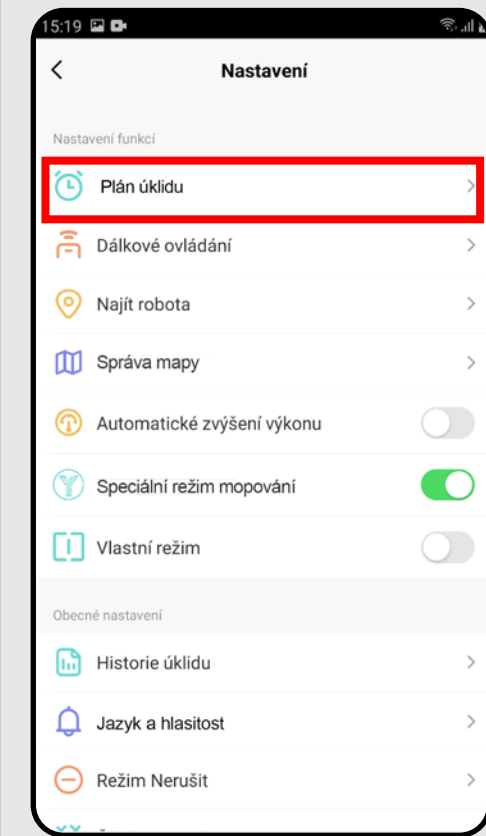 15:19
Nastavení
Nastavení funkcí
Plán úklidu
Dálkové ovládání
Najít robota
Správa mapy
Automatické zvýšení výkonu
Speciální režim mopování
Vlastní režim
Obecné nastavení
Historie úklidu
Jazyk a hlasitost
Režim Nerušit